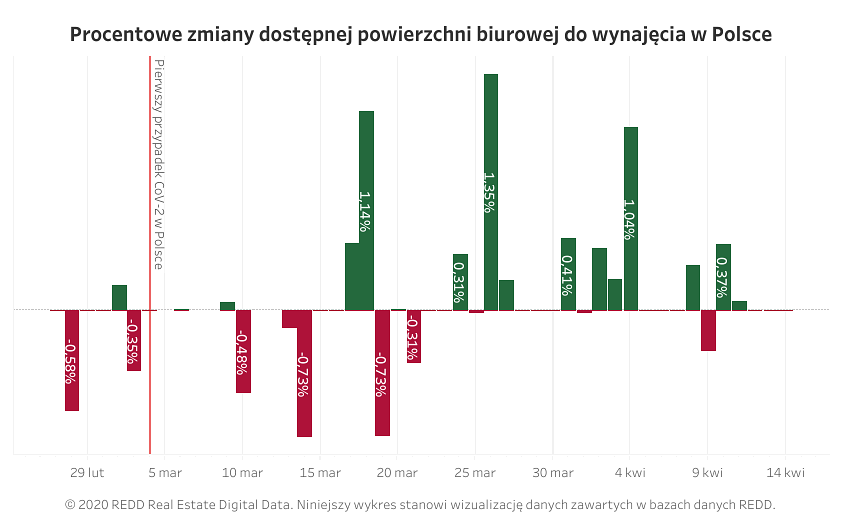 Procentowe zmiany dostępnej powierzchni biurowej do wynajęcia w Polsce
Pierwszy przypadek CoV-2 w Polsce
-0,58%
-0,35%
-0,48%
-0,73%
1,14%
-0,73%
-0,31%
0,31%
1,35%
0,41%
1,04%
0,37%
29 lut
5 mar
10 mar
15 mar
20 mar
25 mar
30 mar
4 kwi
9 kwi
14 kwi
© 2020 REDD Real Estate Digital Data. Niniejszy wykres stanowi wizualizację danych zawartych w bazach danych REDD.